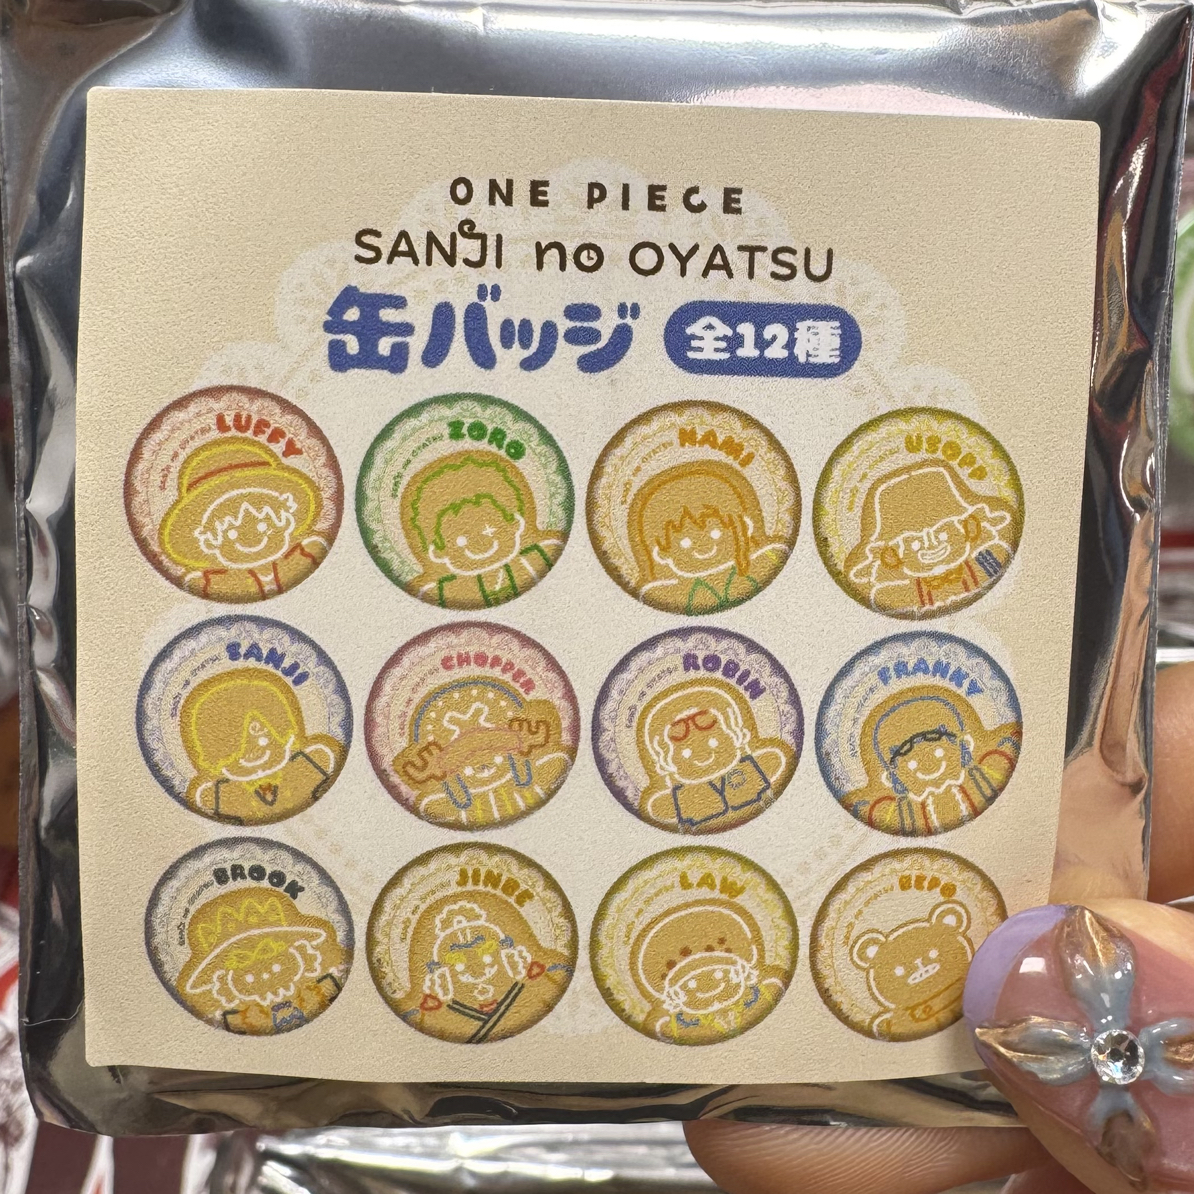 ONE PIECE
SANJI no OYATSU
缶バッジ 全12種
LUFFY
ZORO
NAMI
USOPP
SANJI
CHOPPER
ROBIN
FRANKY
BROOK
JINBE
LAW
BEPO